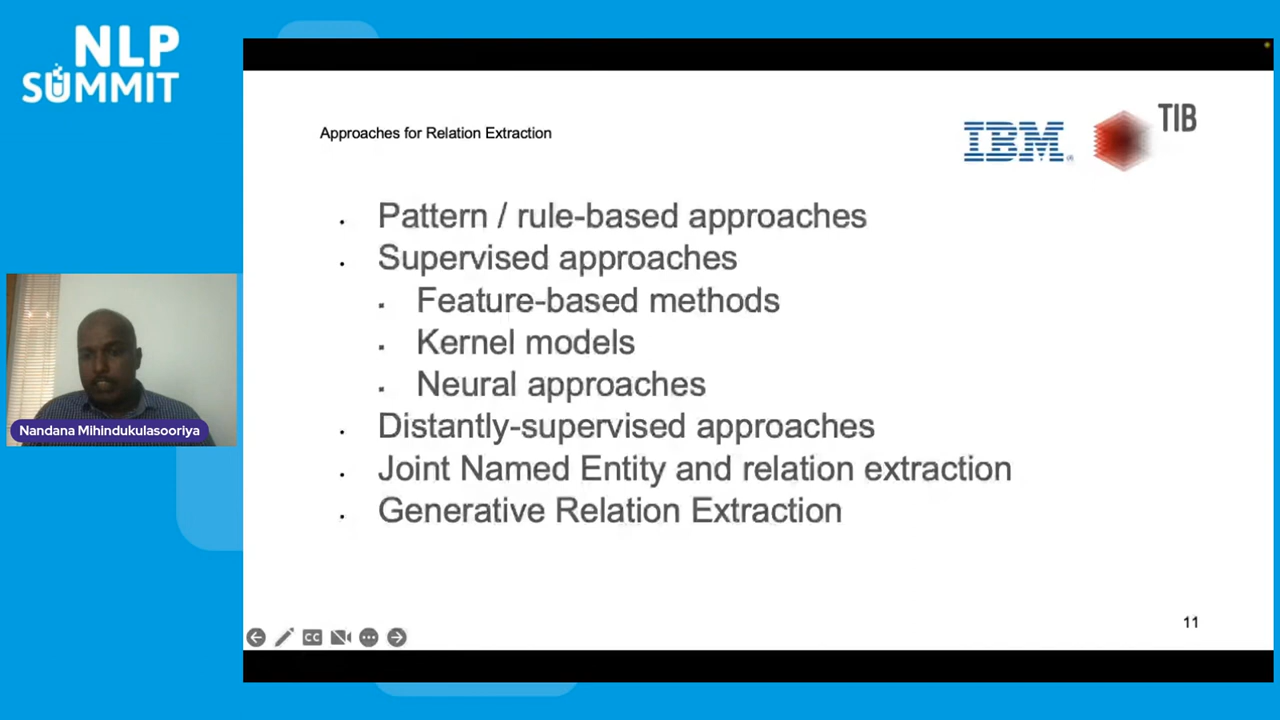 NLP
SUMMIT
Approaches for Relation Extraction
IBM
TIB
Pattern / rule-based approaches
Supervised approaches
Feature-based methods
Kernel models
Neural approaches
Distantly-supervised approaches
Joint Named Entity and relation extraction
Generative Relation Extraction
Nandana Mihindukulasooriya
CC
11